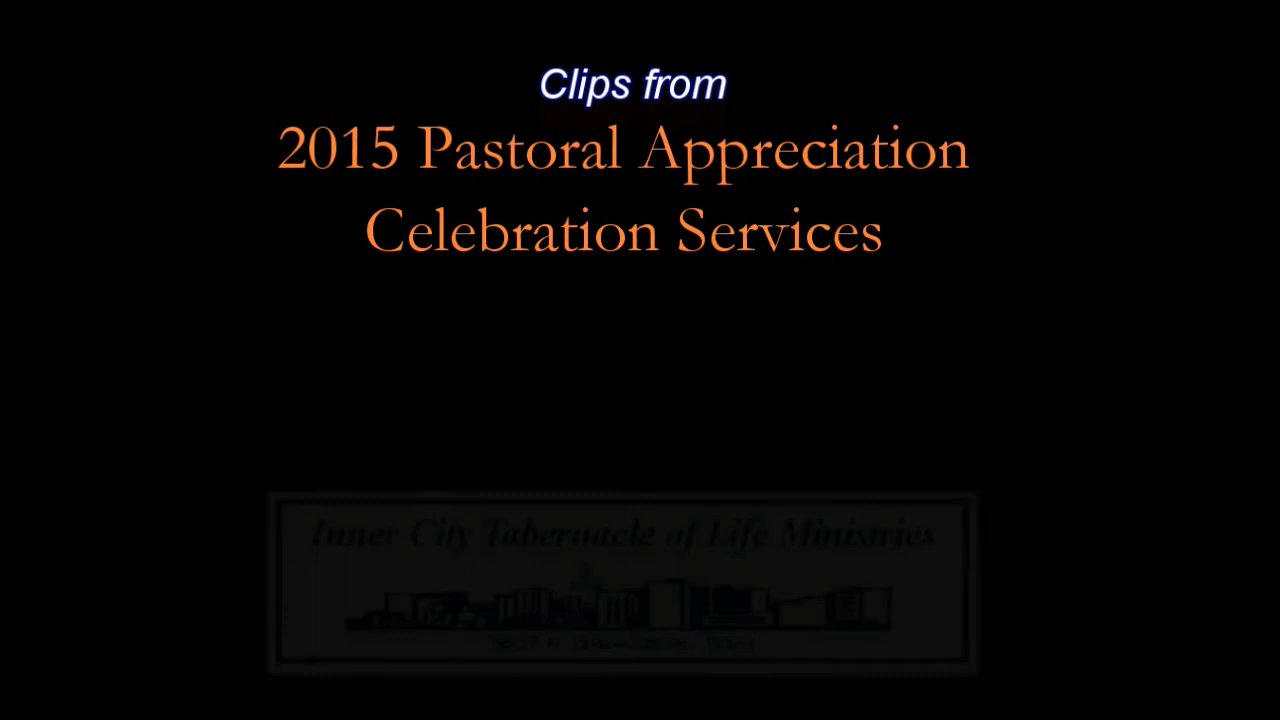 Clips from
2015 Pastoral Appreciation
Celebration Services
Inner City Tabernacle of Life Ministries